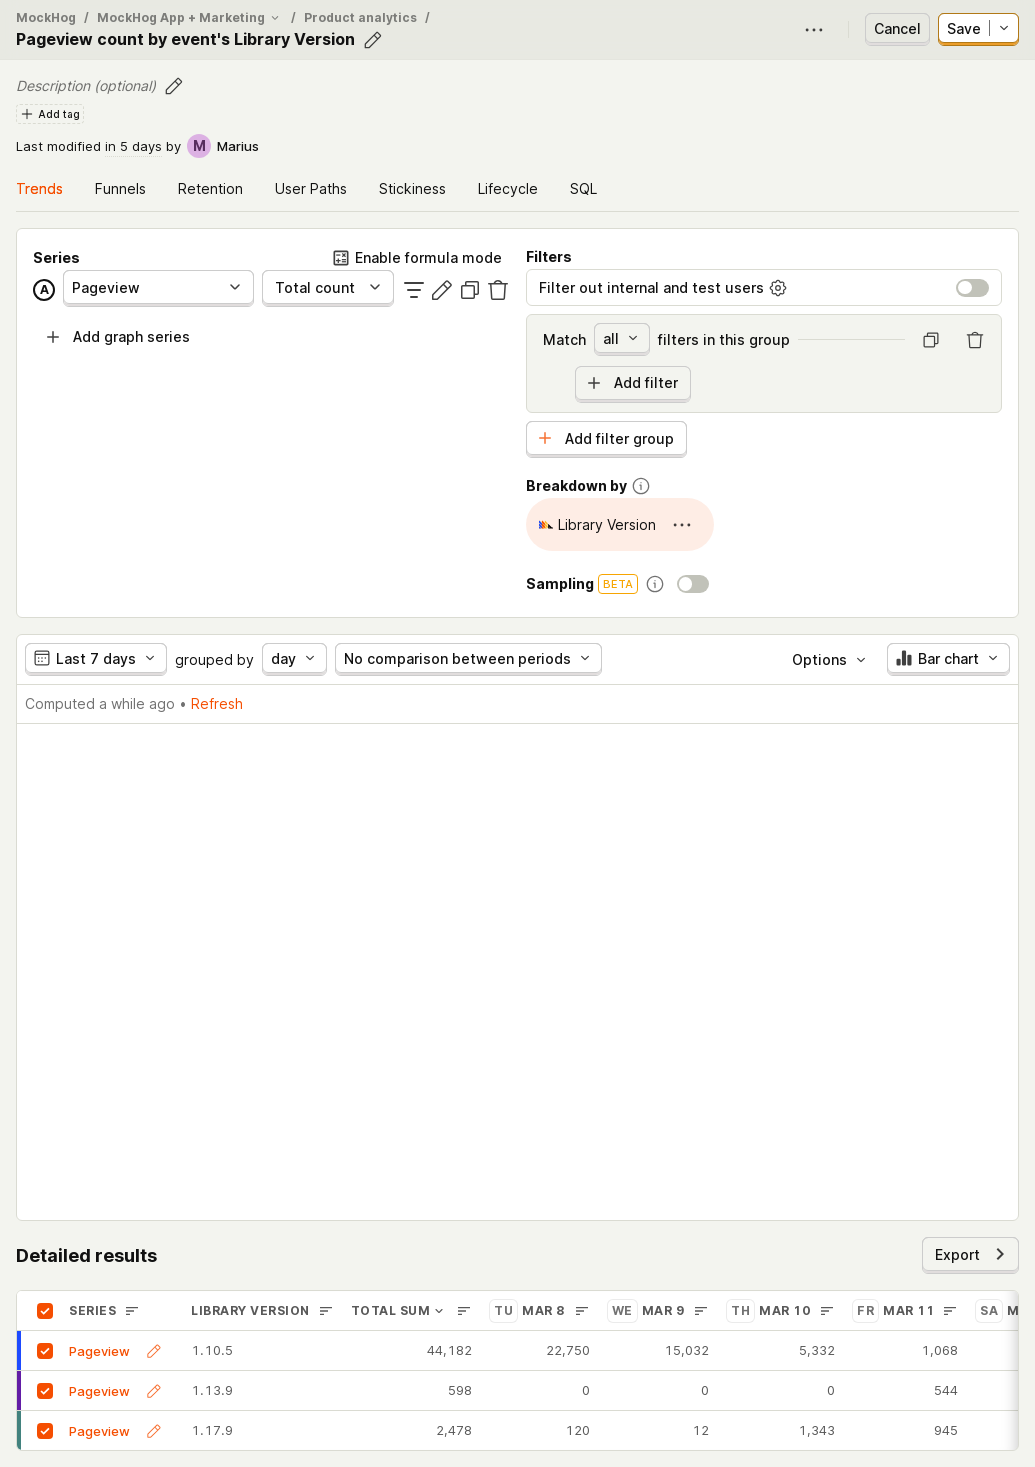 MockHog / MockHog App + Marketing / Product analytics /
Pageview count by event's Library Version
Cancel
Save
Description (optional)
Add tag
Last modified in 5 days by M Marius
Trends Funnels Retention User Paths Stickiness Lifecycle SQL
Series
Enable formula mode
A Pageview Total count
Add graph series
Filters
Filter out internal and test users
Match all filters in this group
Add filter
Add filter group
Breakdown by
Library Version
Sampling BETA
Last 7 days grouped by day No comparison between periods Options Bar chart
Computed a while ago • Refresh
Detailed results
Export
SERIES LIBRARY VERSION TOTAL SUM TU MAR 8 WE MAR 9 TH MAR 10 FR MAR 11 SA M
Pageview 1.10.5 44,182 22,750 15,032 5,332 1,068
Pageview 1.13.9 598 0 0 0 544
Pageview 1.17.9 2,478 120 12 1,343 945